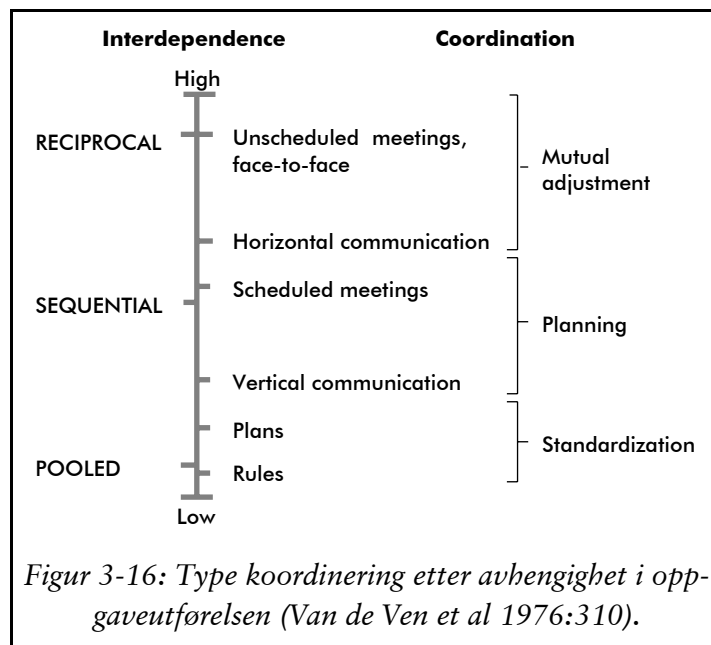 Interdependence Coordination
High
RECIPROCAL Unscheduled meetings,
face-to-face
Mutual
adjustment
Horizontal communication
Scheduled meetings
SEQUENTIAL
Planning
Vertical communication
Plans
Standardization
POOLED
Rules
Low
Figur 3-16: Type koordinering etter avhengighet i opp-
gaveutførelsen (Van de Ven et al 1976:310).